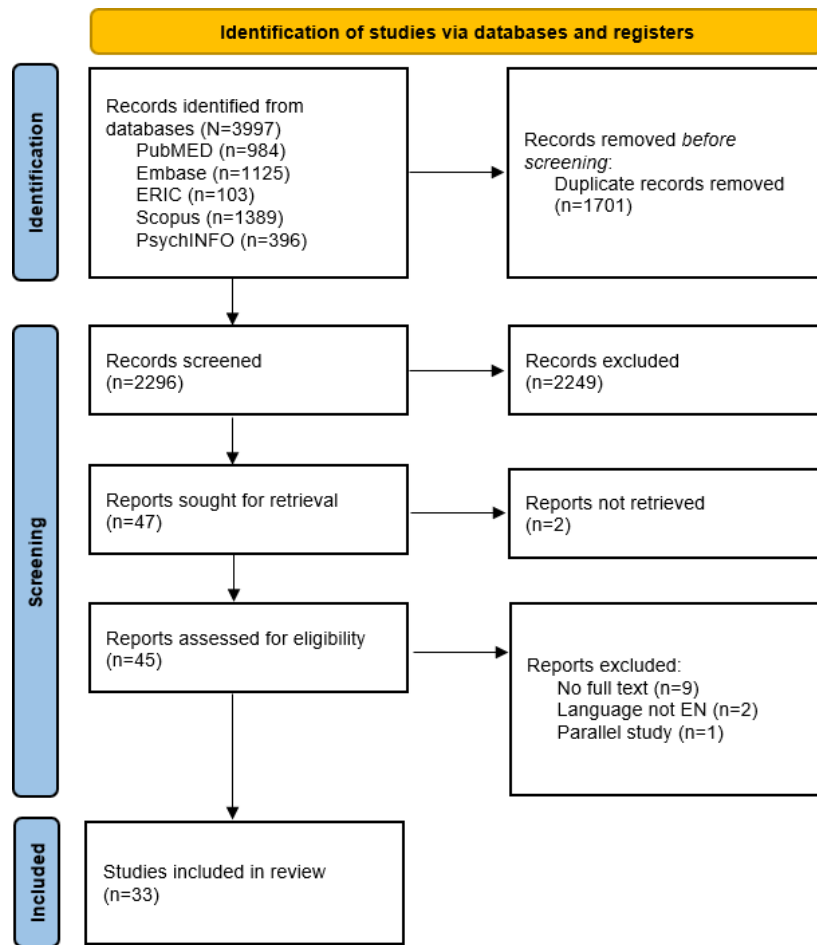 Identification of studies via databases and registers
Identification
Records identified from
databases (N=3997)
PubMED (n=984)
Embase (n=1125)
ERIC (n=103)
Scopus (n=1389)
PsychINFO (n=396)
Records removed before
screening:
Duplicate records removed
(n=1701)
Screening
Records screened
(n=2296)
Records excluded
(n=2249)
Reports sought for retrieval
(n=47)
Reports not retrieved
(n=2)
Reports assessed for eligibility
(n=45)
Reports excluded:
No full text (n=9)
Language not EN (n=2)
Parallel study (n=1)
Included
Studies included in review
(n=33)